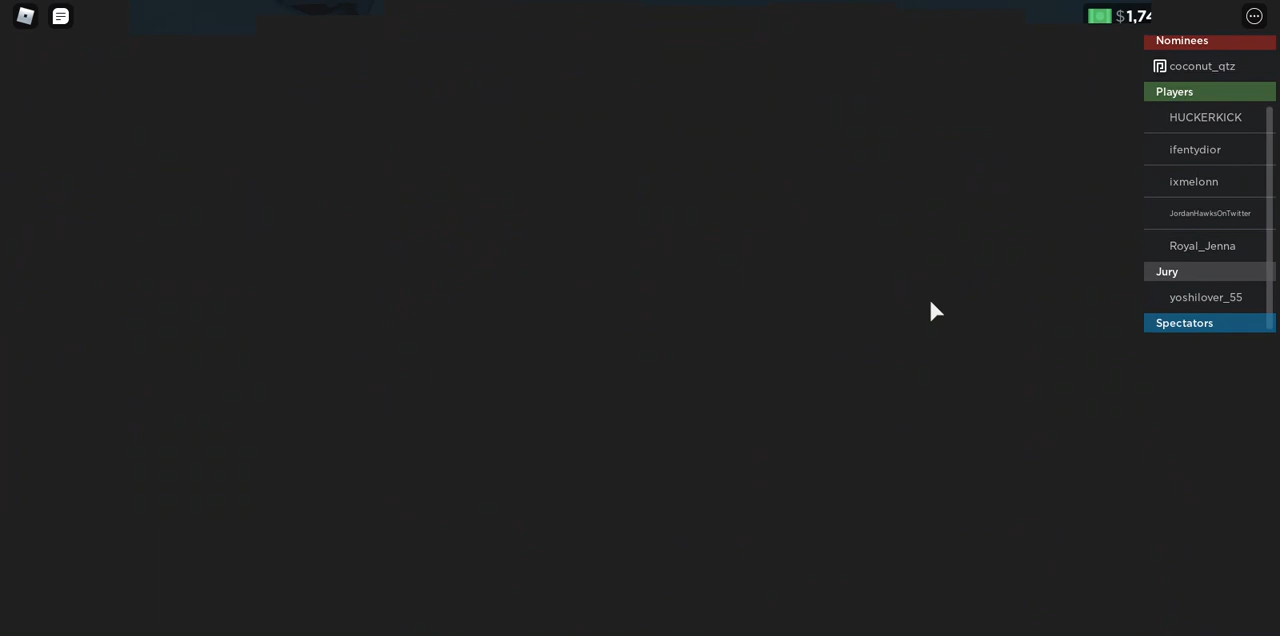 $1,74
Nominees
coconut_qtz
Players
HUCKERKICK
ifentydior
ixmelonn
JordanHawksOnTwitter
Royal_Jenna
Jury
yoshilover_55
Spectators